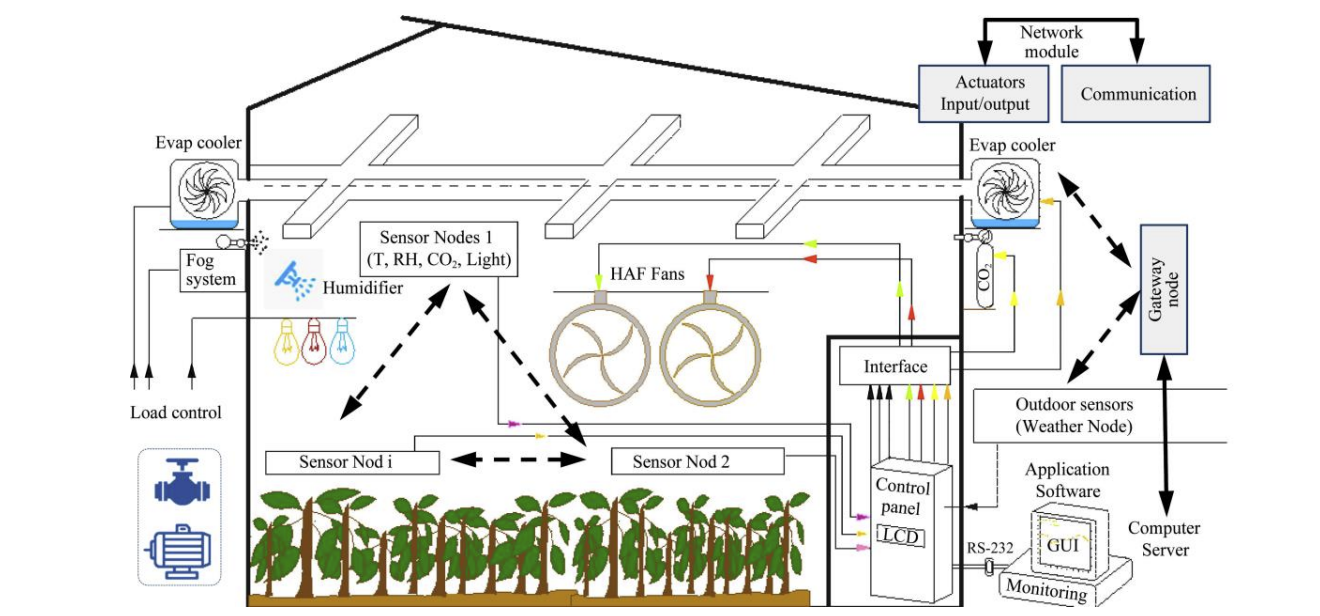 Network
module
Actuators
Input/output
Communication
Evap cooler
Evap cooler
Sensor Nodes 1
(T, RH, CO₂, Light)
Fog
system
Humidifier
HAF Fans
CO₂
Gateway
node
Interface
Load control
Outdoor sensors
(Weather Node)
Sensor Nod i
Sensor Nod 2
Control
panel
LCD
Application
Software
GUI
Computer
Server
RS-232
Monitoring